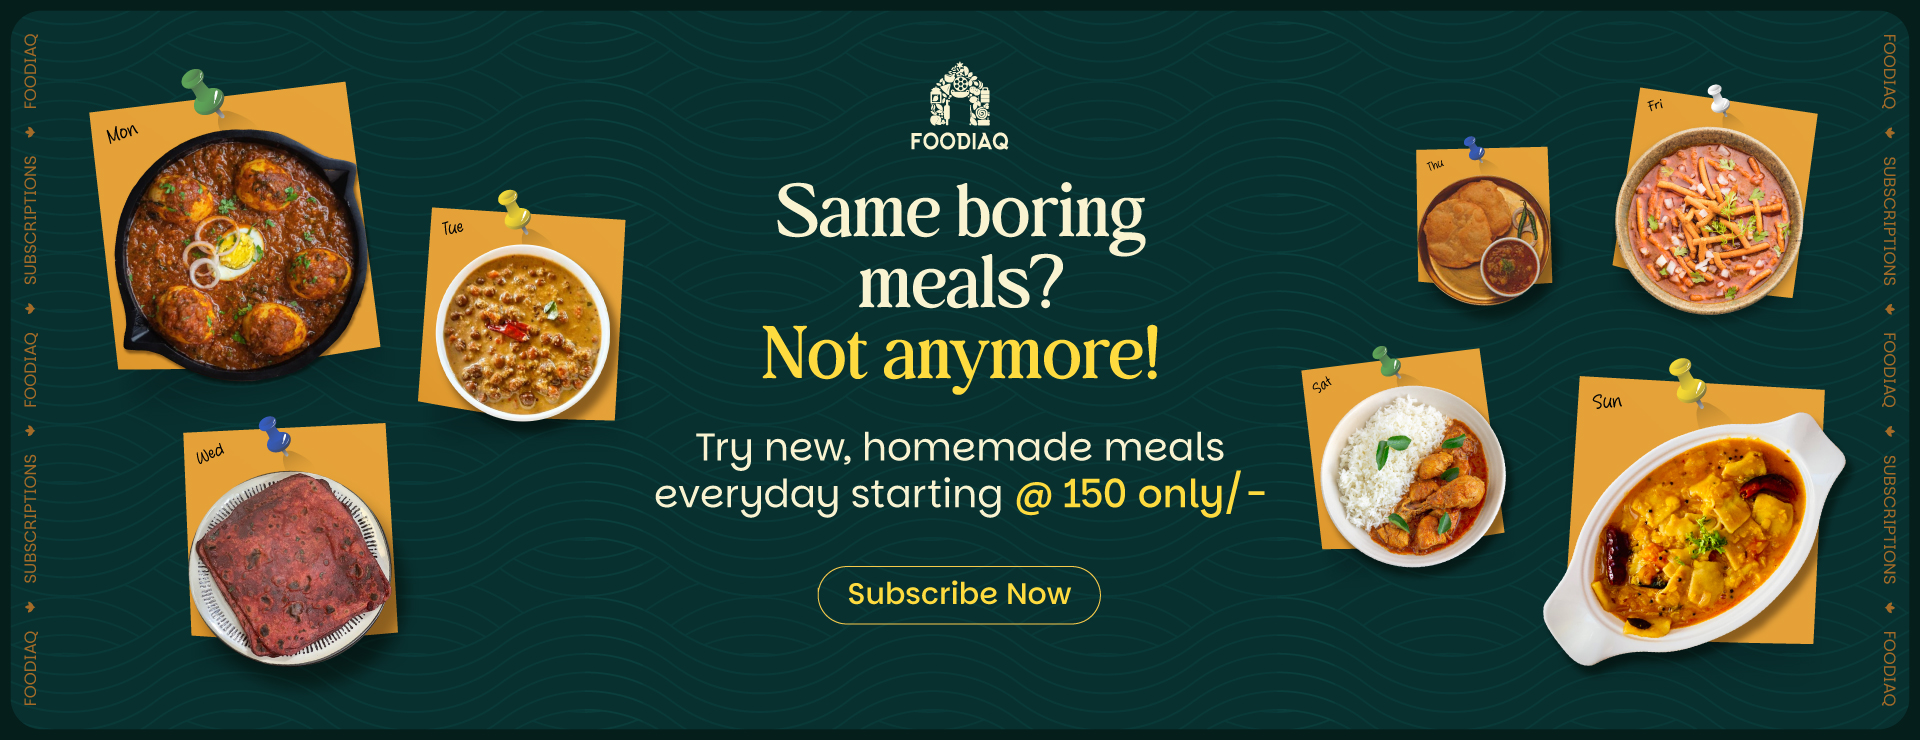 FOODIAQ
Same boring
meals?
Not anymore!
Try new, homemade meals
everyday starting @ 150 only/-
Subscribe Now
Mon
Tue
Wed
Thu
Fri
Sat
Sun
FOODIAQ SUBSCRIPTIONS FOODIAQ SUBSCRIPTIONS FOODIAQ
FOODIAQ SUBSCRIPTIONS FOODIAQ SUBSCRIPTIONS FOODIAQ